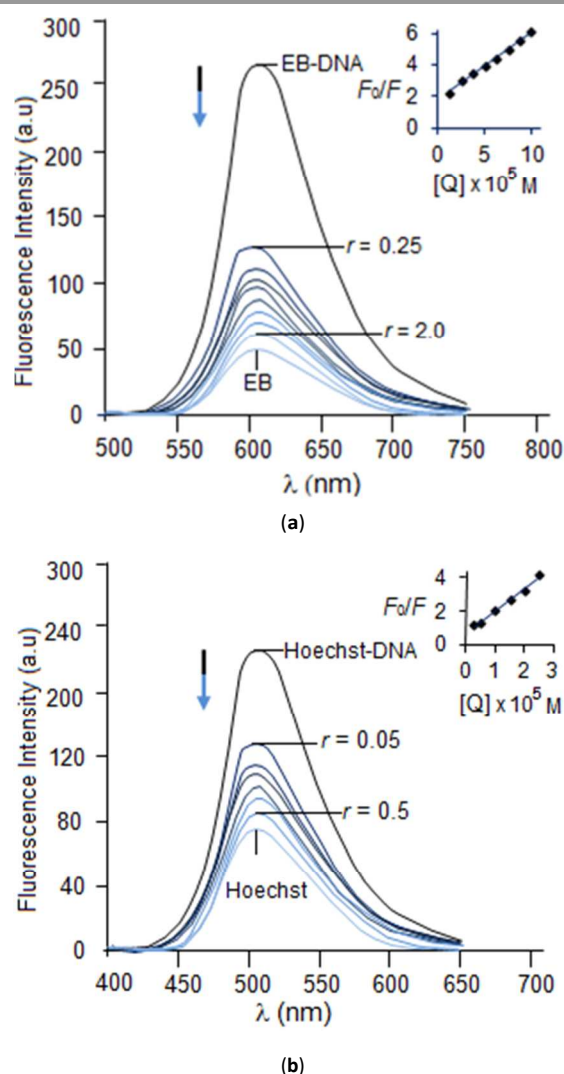 300
250
200
150
100
50
0
Fluorescence Intensity (a.u)
EB-DNA
r = 0.25
r = 2.0
EB
500 550 600 650 700 750 800
λ (nm)
6
4
2
0
F0/F
0 5 10
[Q] x 10^5 M
(a)
300
240
200
120
80
40
0
Fluorescence Intensity (a.u)
Hoechst-DNA
r = 0.05
r = 0.5
Hoechst
400 450 500 550 600 650 700
λ (nm)
4
2
0
F0/F
0 1 2 3
[Q] x 10^5 M
(b)